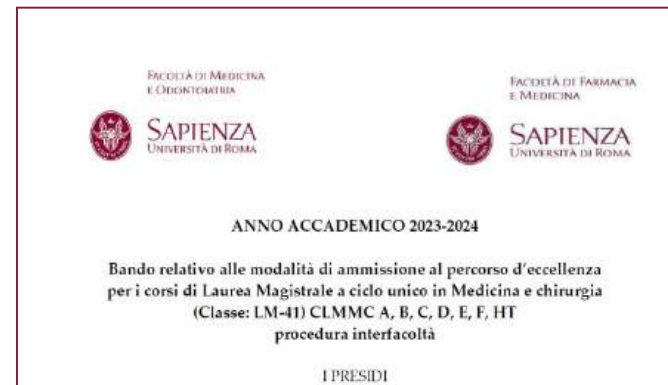 FACOLTÀ DI MEDICINA
E ODONTOIATRIA
SAPIENZA
UNIVERSITÀ DI ROMA
FACOLTÀ DI FARMACIA
E MEDICINA
SAPIENZA
UNIVERSITÀ DI ROMA
ANNO ACCADEMICO 2023-2024
Bando relativo alle modalità di ammissione al percorso d'eccellenza
per i corsi di Laurea Magistrale a ciclo unico in Medicina e chirurgia
(Classe: LM-41) CLMMC A, B, C, D, E, F, HT
procedura interfacoltà
I PRESIDI